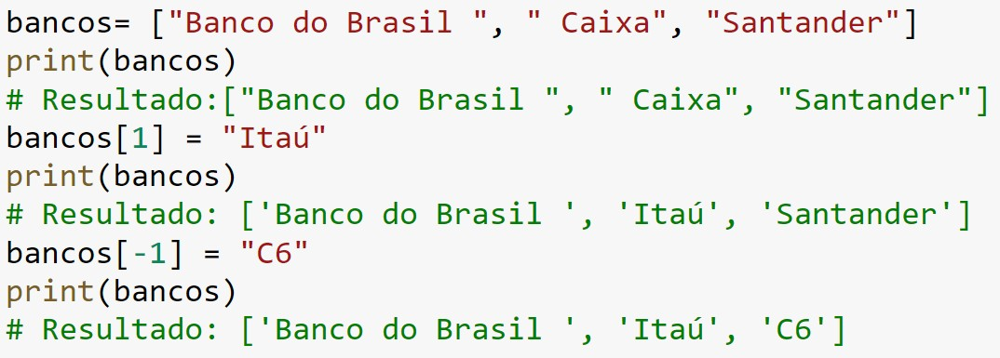 bancos= ["Banco do Brasil ", " Caixa", "Santander"]
print(bancos)
# Resultado:["Banco do Brasil ", " Caixa", "Santander"]
bancos[1] = "Itaú"
print(bancos)
# Resultado: ['Banco do Brasil ', 'Itaú', 'Santander']
bancos[-1] = "C6"
print(bancos)
# Resultado: ['Banco do Brasil ', 'Itaú', 'C6']